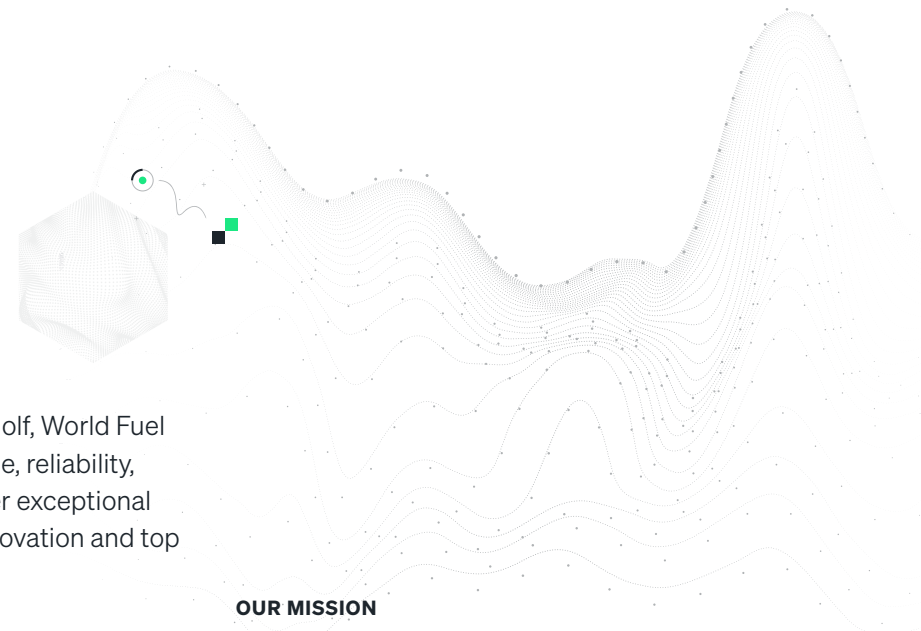 olf, World Fuel
e, reliability,
r exceptional
ovation and top
OUR MISSION